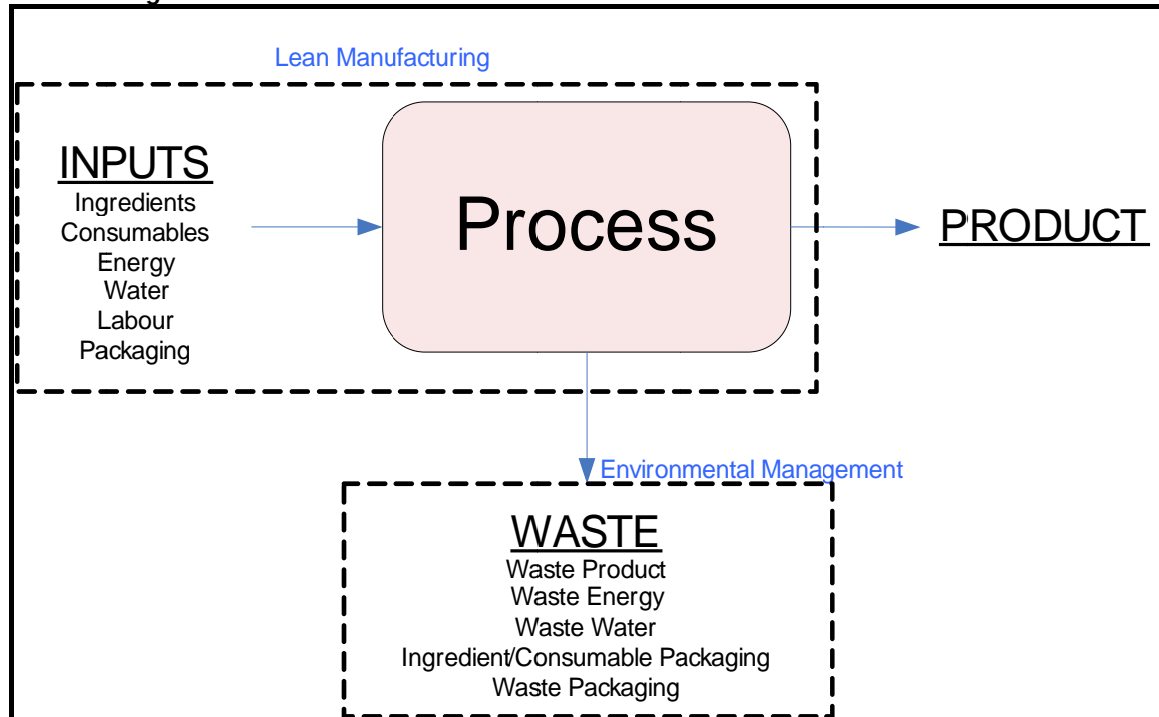 Lean Manufacturing
INPUTS
Ingredients
Consumables
Energy
Water
Labour
Packaging
Process
PRODUCT
Environmental Management
WASTE
Waste Product
Waste Energy
Waste Water
Ingredient/Consumable Packaging
Waste Packaging